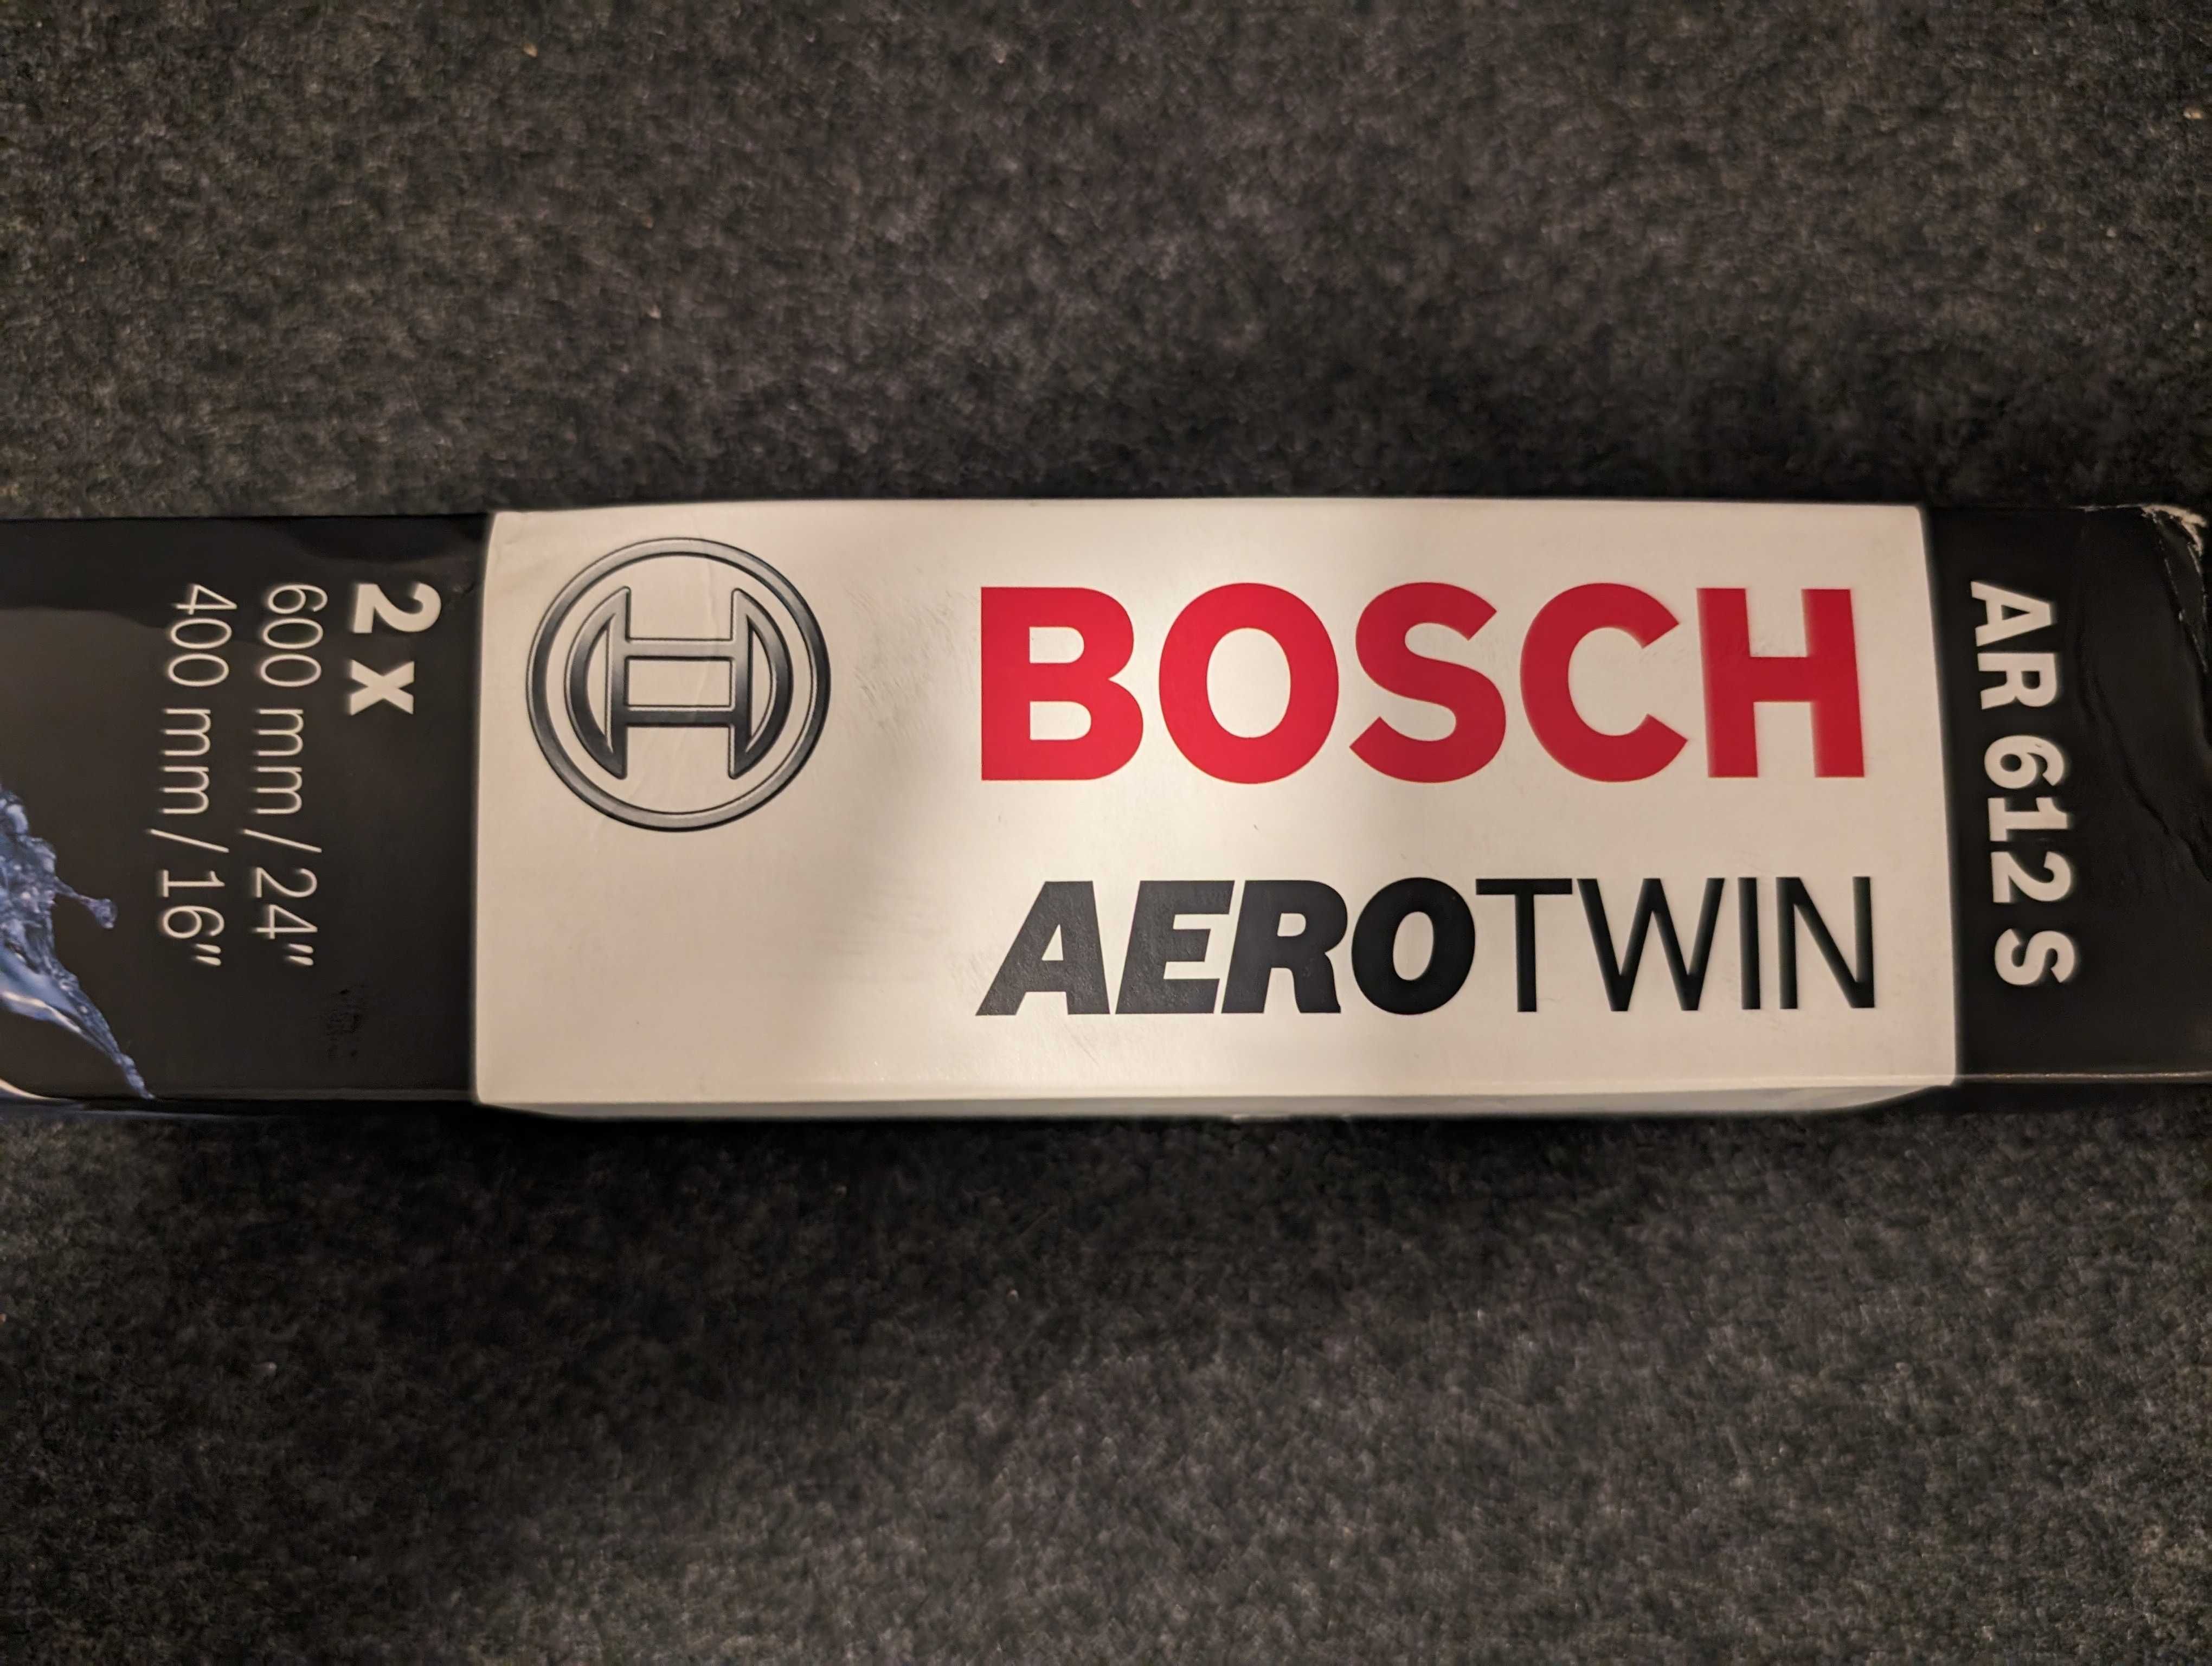 2 x
600 mm / 24"
400 mm / 16"
BOSCH
AEROTWIN
AR 612 S